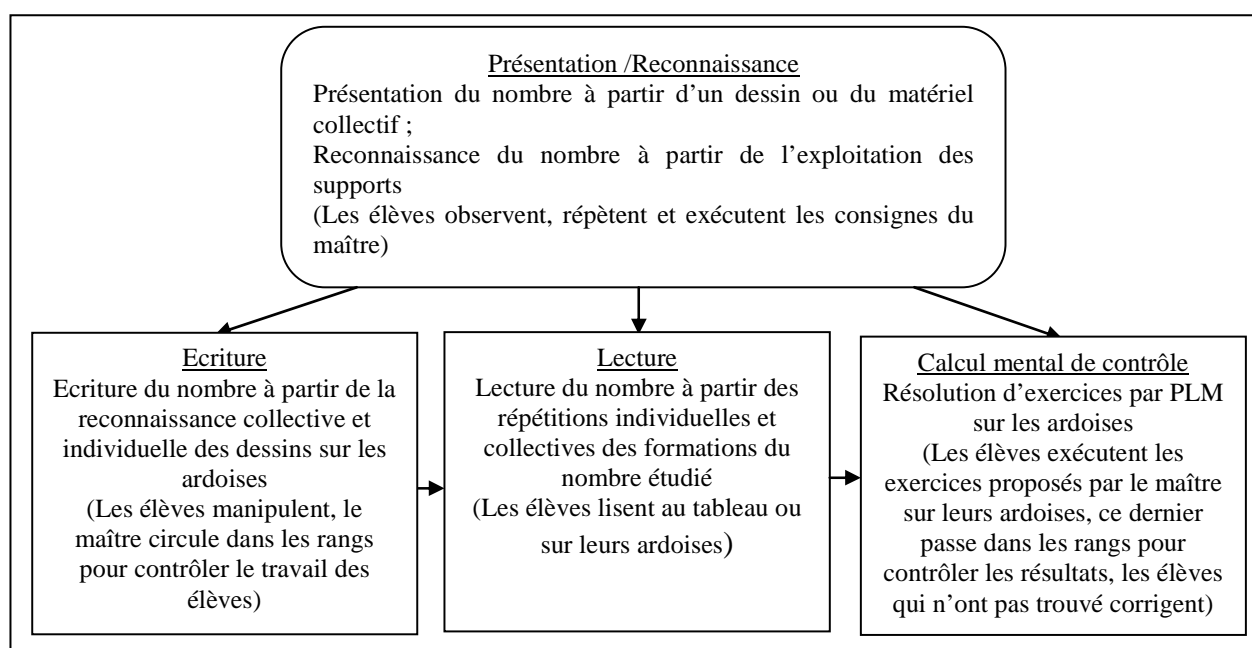 Présentation /Reconnaissance
Présentation du nombre à partir d’un dessin ou du matériel
collectif ;
Reconnaissance du nombre à partir de l’exploitation des
supports
(Les élèves observent, répètent et exécutent les consignes du
maître)
Ecriture
Ecriture du nombre à partir de la
reconnaissance collective et
individuelle des dessins sur les
ardoises
(Les élèves manipulent, le
maître circule dans les rangs
pour contrôler le travail des
élèves)
Lecture
Lecture du nombre à partir des
répétitions individuelles et
collectives des formations du
nombre étudié
(Les élèves lisent au tableau ou
sur leurs ardoises)
Calcul mental de contrôle
Résolution d’exercices par PLM
sur les ardoises
(Les élèves exécutent les
exercices proposés par le maître
sur leurs ardoises, ce dernier
passe dans les rangs pour
contrôler les résultats, les élèves
qui n’ont pas trouvé corrigent)